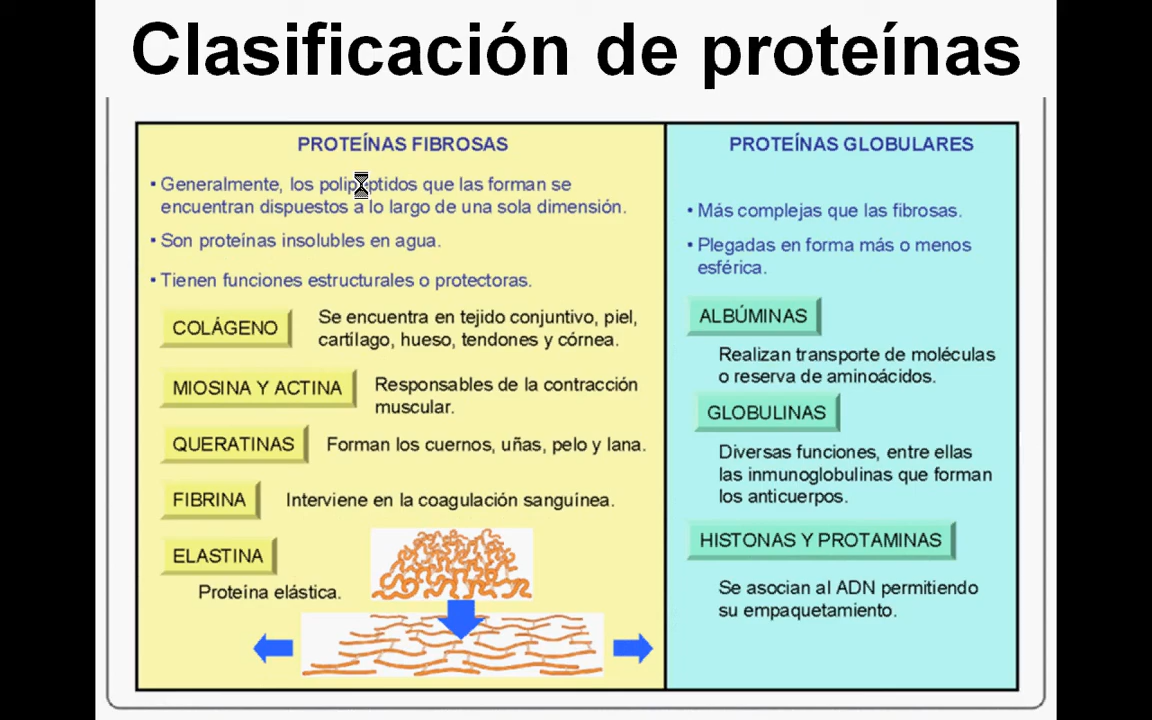 Clasificación de proteínas
PROTEÍNAS FIBROSAS
• Generalmente, los polipéptidos que las forman se
encuentran dispuestos a lo largo de una sola dimensión.
• Son proteínas insolubles en agua.
• Tienen funciones estructurales o protectoras.
COLÁGENO
Se encuentra en tejido conjuntivo, piel,
cartílago, hueso, tendones y córnea.
MIOSINA Y ACTINA
Responsables de la contracción
muscular.
QUERATINAS
Forman los cuernos, uñas, pelo y lana.
FIBRINA
Interviene en la coagulación sanguínea.
ELASTINA
Proteína elástica.
PROTEÍNAS GLOBULARES
• Más complejas que las fibrosas.
• Plegadas en forma más o menos
esférica.
ALBÚMINAS
Realizan transporte de moléculas
o reserva de aminoácidos.
GLOBULINAS
Diversas funciones, entre ellas
las inmunoglobulinas que forman
los anticuerpos.
HISTONAS Y PROTAMINAS
Se asocian al ADN permitiendo
su empaquetamiento.